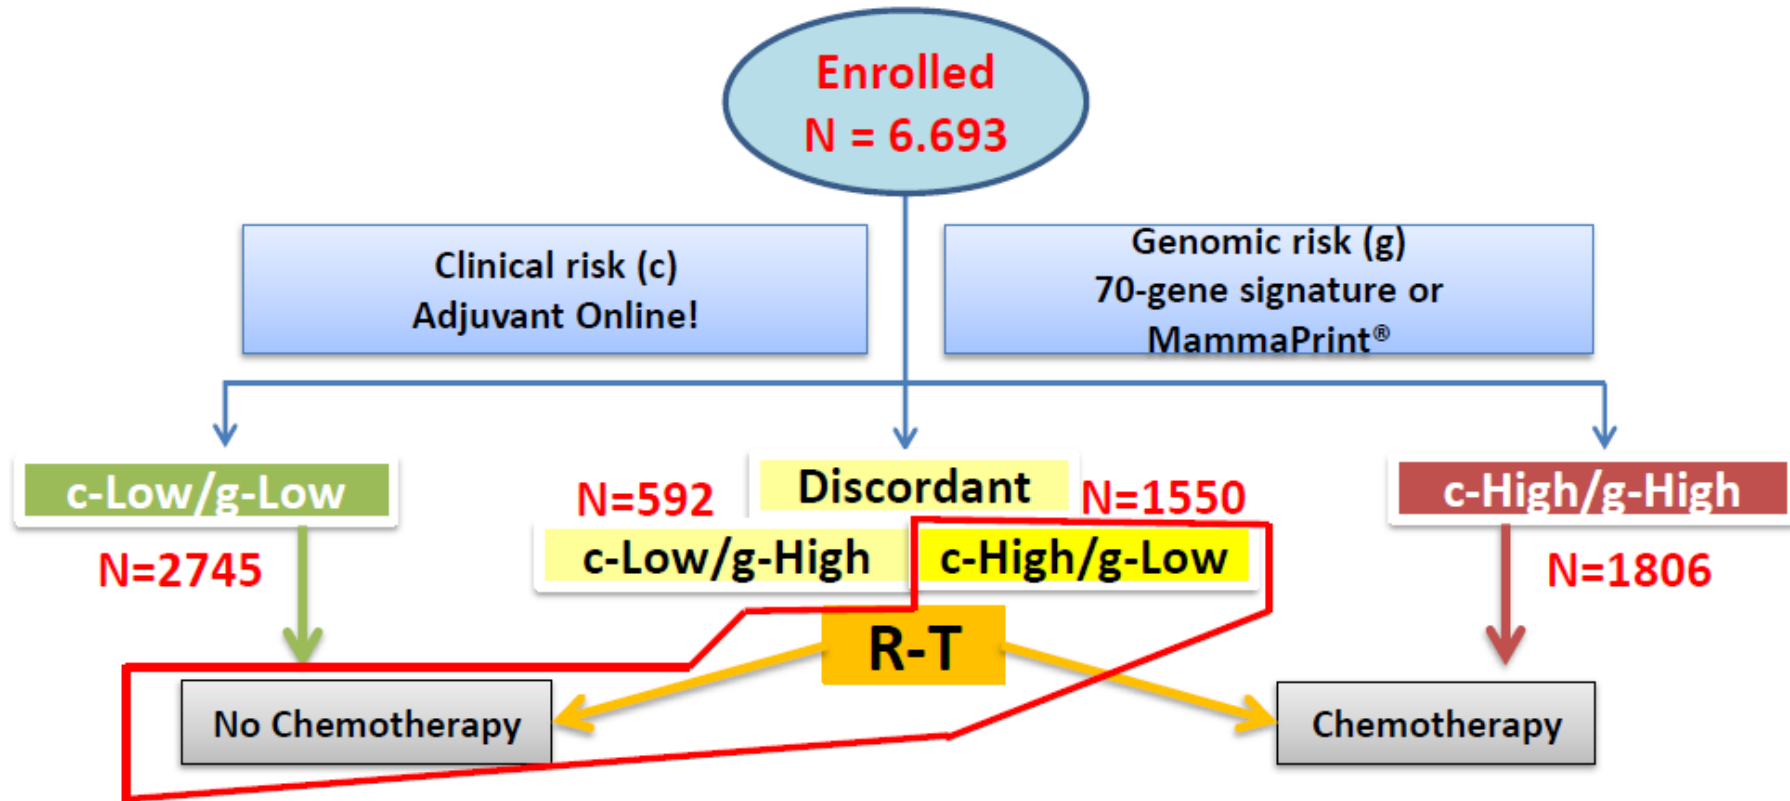 Enrolled
N = 6.693
Clinical risk (c)
Adjuvant Online!
Genomic risk (g)
70-gene signature or
MammaPrint®
c-Low/g-Low
N=2745
Discordant
N=592
N=1550
c-Low/g-High
c-High/g-Low
c-High/g-High
N=1806
R-T
No Chemotherapy
Chemotherapy